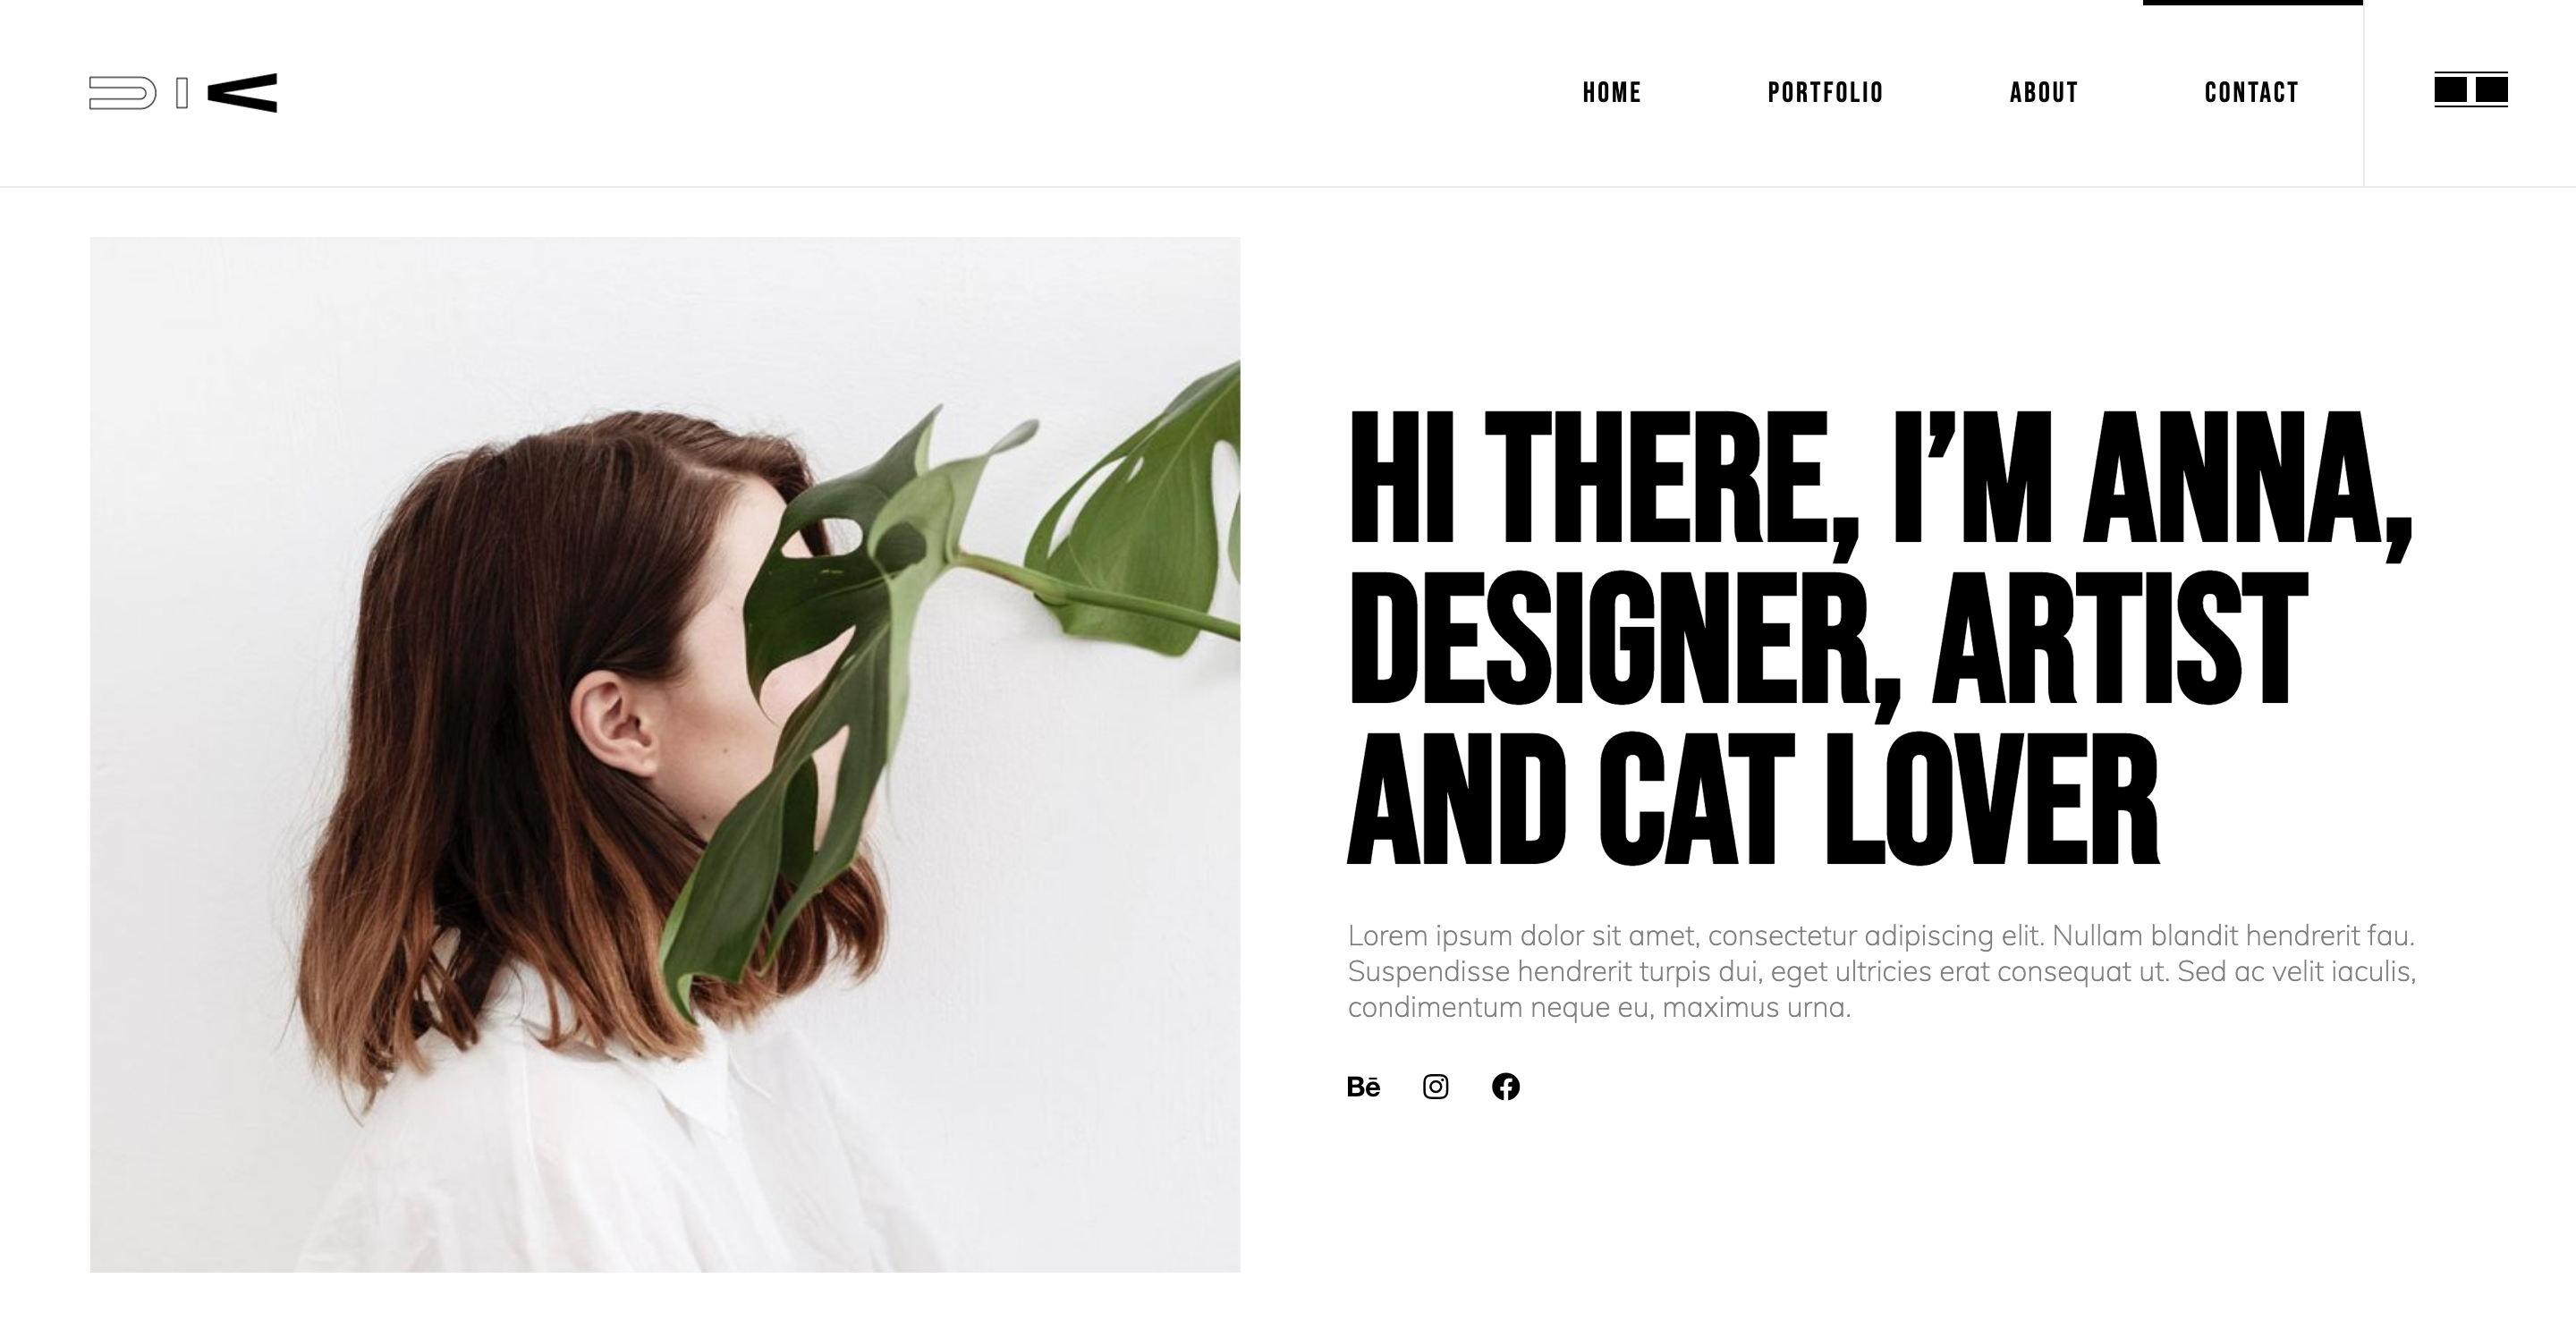 HOME PORTFOLIO ABOUT CONTACT
HI THERE, I’M ANNA,
DESIGNER, ARTIST
AND CAT LOVER
Lorem ipsum dolor sit amet, consectetur adipiscing elit. Nullam blandit hendrerit fau.
Suspendisse hendrerit turpis dui, eget ultricies erat consequat ut. Sed ac velit iaculis,
condimentum neque eu, maximus urna.
Bē